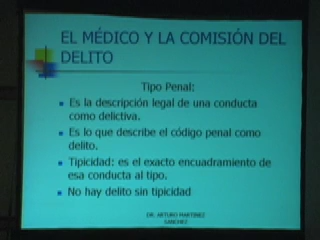 EL MÉDICO Y LA COMISIÓN DEL
DELITO
Tipo Penal:
Es la descripción legal de una conducta
como delictiva.
Es lo que describe el código penal como
delito.
Tipicidad: es el exacto encuadramiento de
esa conducta al tipo.
No hay delito sin tipicidad
DR. ARTURO MARTINEZ
SANCHEZ